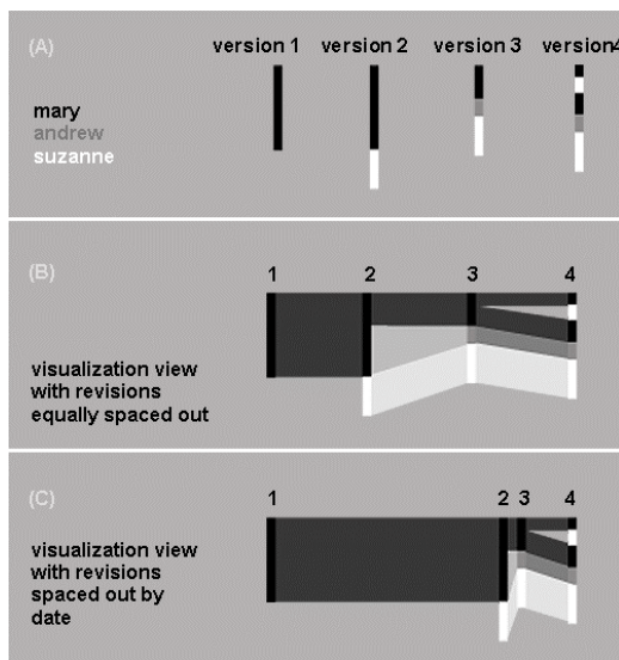 (A)
version 1 version 2 version 3 version4
mary
andrew
suzanne
(B)
1 2 3 4
visualization view
with revisions
equally spaced out
(C)
1 2 3 4
visualization view
with revisions
spaced out by
date